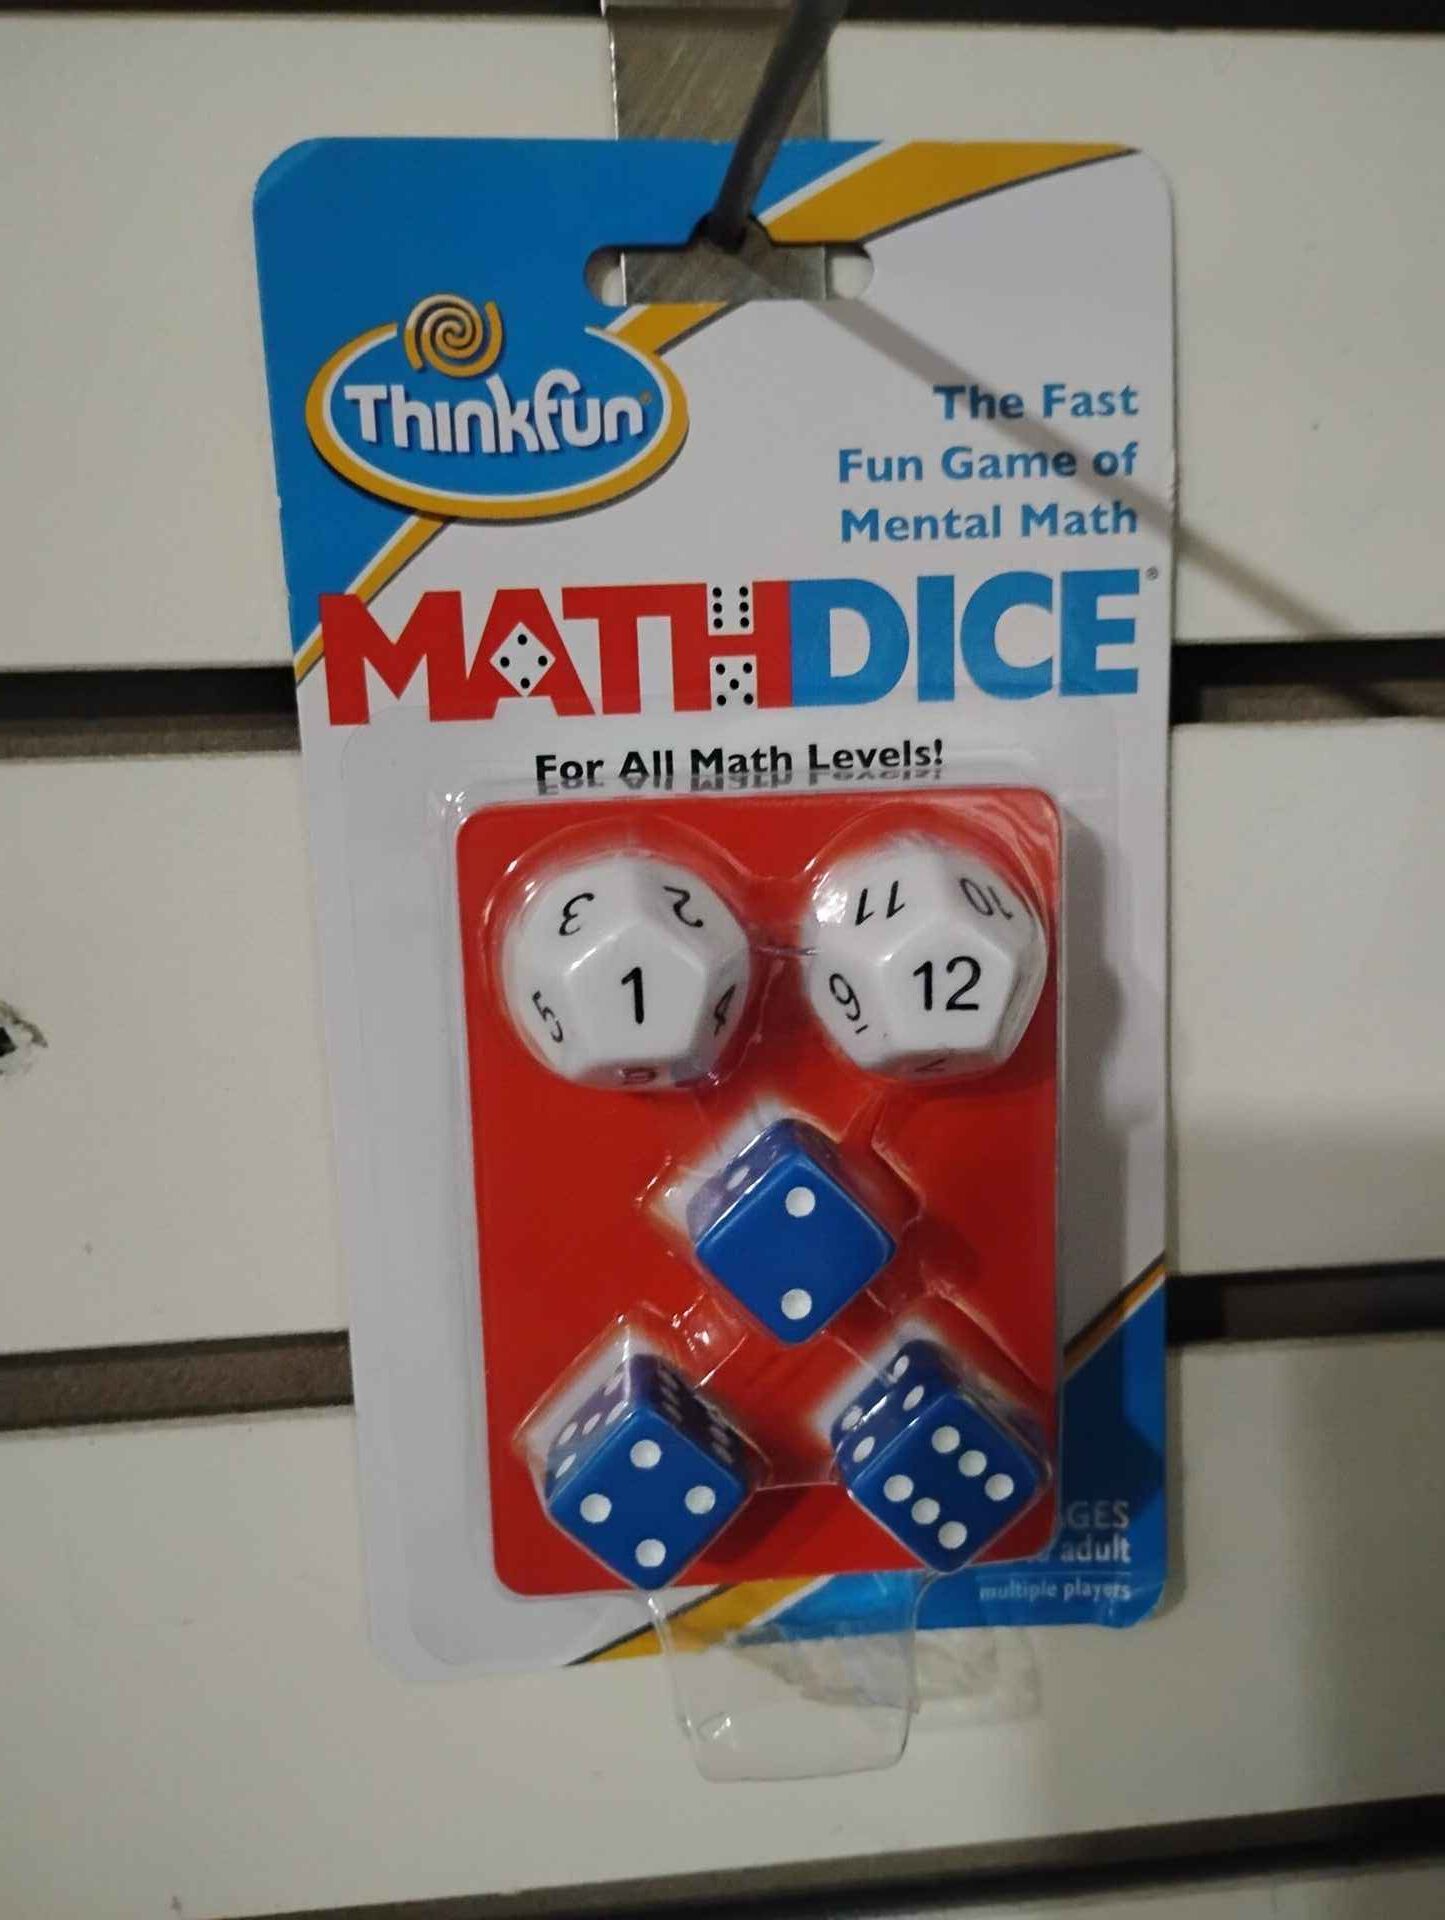 Thinkfun
The Fast
Fun Game of
Mental Math
MATHDICE®
For All Math Levels!
3 2
1
5 4
11 10
12
9
adult
multiple players